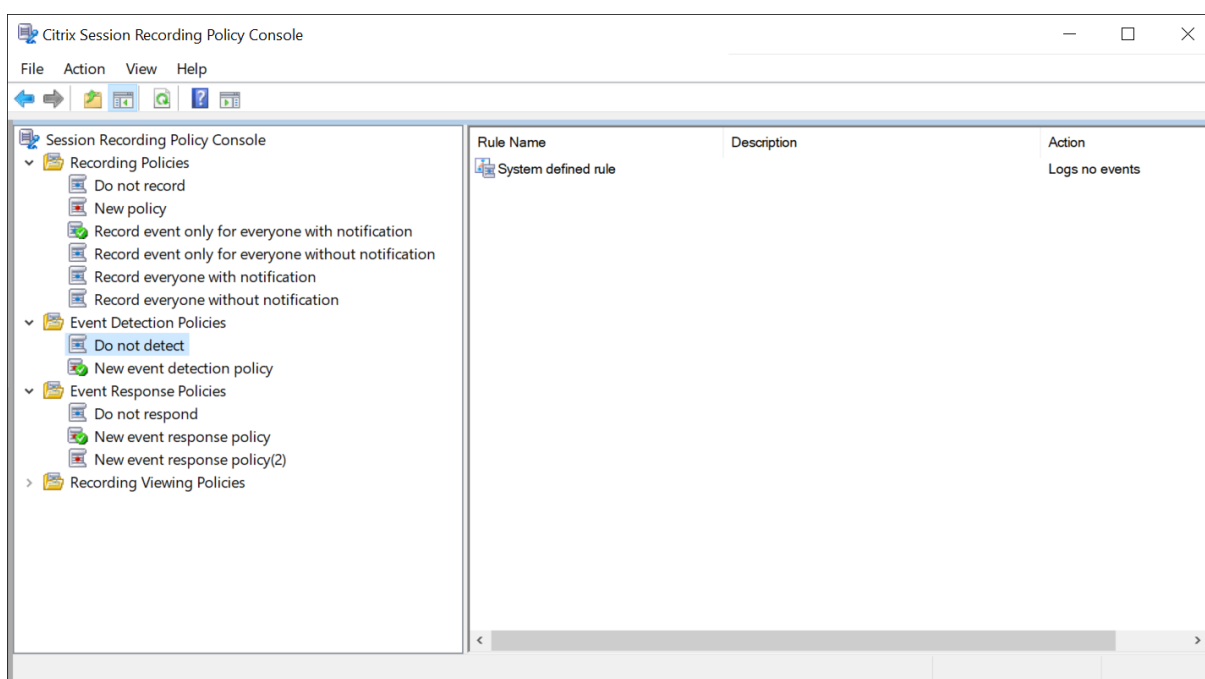 Citrix Session Recording Policy Console
File Action View Help
Session Recording Policy Console
Recording Policies
Do not record
New policy
Record event only for everyone with notification
Record event only for everyone without notification
Record everyone with notification
Record everyone without notification
Event Detection Policies
Do not detect
New event detection policy
Event Response Policies
Do not respond
New event response policy
New event response policy(2)
Recording Viewing Policies
Rule Name Description Action
System defined rule Logs no events